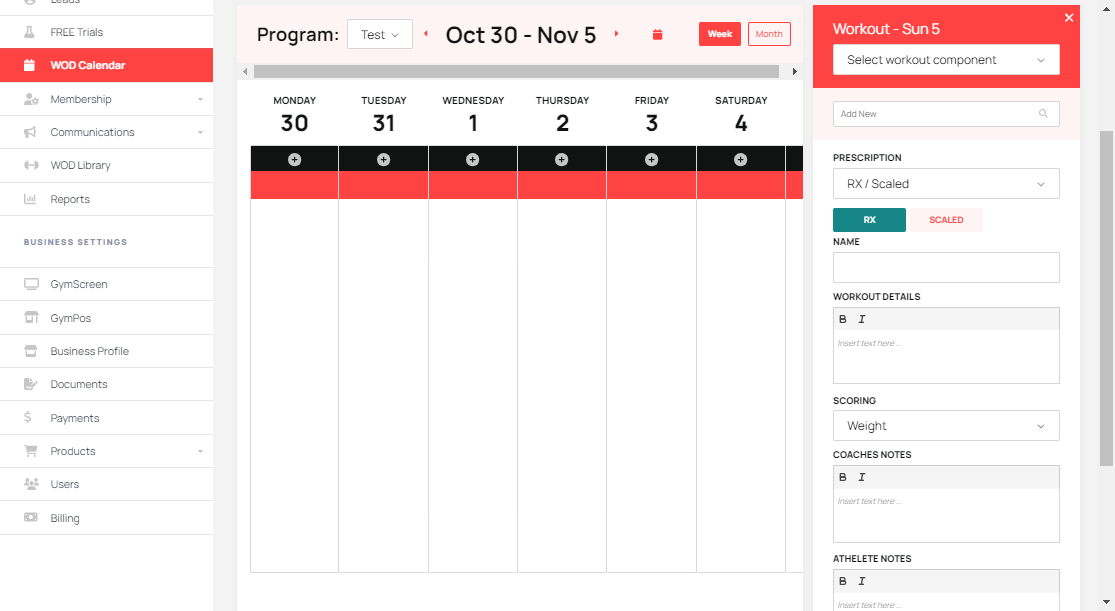 Leads
FREE Trials
WOD Calendar
Membership
Communications
WOD Library
Reports
BUSINESS SETTINGS
GymScreen
GymPos
Business Profile
Documents
Payments
Products
Users
Billing
Program: Test Oct 30 - Nov 5 Week Month
MONDAY TUESDAY WEDNESDAY THURSDAY FRIDAY SATURDAY
30 31 1 2 3 4
Workout - Sun 5
Select workout component
Add New
PRESCRIPTION
RX / Scaled
RX SCALED
NAME
WORKOUT DETAILS
B I
Insert text here ...
SCORING
Weight
COACHES NOTES
B I
Insert text here ...
ATHELETE NOTES
B I
Insert text here ...